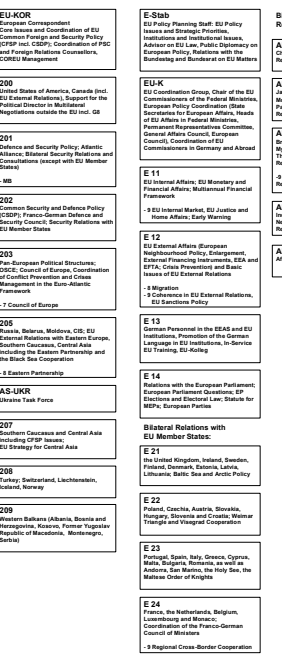 EU-KOR
European Correspondent
Core Issues and Coordination of EU
Common Foreign and Security Policy
(CFSP incl. CSDP); Coordination of PSC
and Foreign Relations Counsellors,
COREU Management
200
United States of America, Canada (incl.
EU External Relations), Support for the
Political Director in Multilateral
Negotiations outside the EU incl. G8
201
Defence and Security Policy; Atlantic
Alliance; Bilateral Security Relations and
Consultations (except with EU Member
States)
- MB
202
Common Security and Defence Policy
(CSDP); Franco-German Defence and
Security Council; Security Relations with
EU Member States
203
Pan-European Political Structures;
OSCE; Council of Europe, Coordination
of Conflict Prevention and Crises
Management in the Euro-Atlantic
Framework
- 7 Council of Europe
205
Russia, Belarus, Moldova, CIS; EU
External Relations with Eastern Europe,
Southern Caucasus, Central Asia
including the Eastern Partnership and
the Black Sea Cooperation
- 8 Eastern Partnership
AS-UKR
Ukraine Task Force
207
Southern Caucasus and Central Asia
including CFSP Issues;
EU Strategy for Central Asia
208
Turkey; Switzerland, Liechtenstein,
Iceland, Norway
209
Western Balkans (Albania, Bosnia and
Herzegovina, Kosovo, Former Yugoslav
Republic of Macedonia, Montenegro,
Serbia)
E-Stab
EU Policy Planning Staff: EU Policy
Issues and Strategic Priorities,
Institutions and Institutional Issues,
Advisor on EU Law, Public Diplomacy on
European Policy, Relations with the
Bundestag and Bundesrat on EU Matters
EU-K
EU Coordination Group, Chair of the EU
Commissioners of the Federal Ministries,
European Policy Coordination (State
Secretaries for European Affairs, Heads
of EU Affairs in Federal Ministries,
Permanent Representatives Committee,
General Affairs Council, European
Council), Coordination of EU
Commissioners in Germany and Abroad
E 11
EU Internal Affairs; EU Monetary and
Financial Affairs; Multiannual Financial
Framework
- 9 EU Internal Market, EU Justice and
Home Affairs; Early Warning
E 12
EU External Affairs (European
Neighbourhood Policy, Enlargement,
External Financing Instruments, EEA and
EFTA; Crisis Prevention) and Basic
Issues of EU External Relations
- 8 Migration
- 9 Coherence in EU External Relations,
EU Sanctions Policy
E 13
German Personnel in the EEAS and EU
Institutions, Promotion of the German
Language in EU Institutions, In-Service
EU Training, EU-Kolleg
E 14
Relations with the European Parliament;
European Parliament Questions; EP
Elections and Electoral Law; Statute for
MEPs; European Parties
Bilateral Relations with
EU Member States:
E 21
the United Kingdom, Ireland, Sweden,
Finland, Denmark, Estonia, Latvia,
Lithuania; Baltic Sea and Arctic Policy
E 22
Poland, Czechia, Austria, Slovakia,
Hungary, Slovenia and Croatia; Weimar
Triangle and Visegrad Cooperation
E 23
Portugal, Spain, Italy, Greece, Cyprus,
Malta, Bulgaria, Romania, as well as
Andorra, San Marino, the Holy See, the
Maltese Order of Knights
E 24
France, the Netherlands, Belgium,
Luxembourg and Monaco;
Coordination of the Franco-German
Council of Ministers
- 9 Regional Cross-Border Cooperation